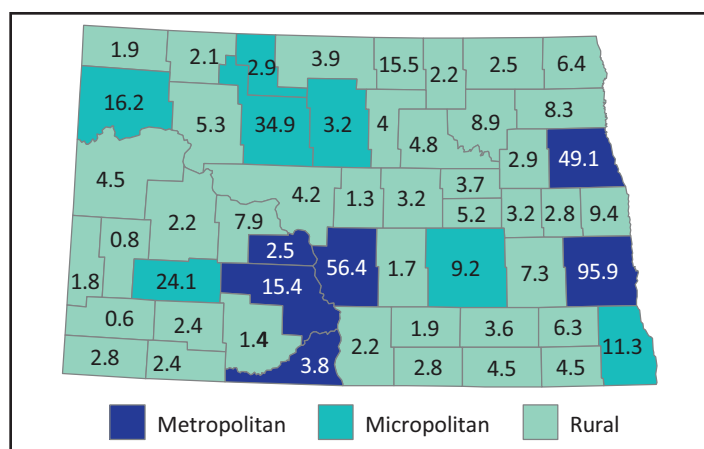 1.9 2.1 2.9 3.9 15.5 2.2 2.5 6.4
16.2 5.3 34.9 3.2 4 4.8 8.9 8.3
2.9 49.1
4.5 2.2 7.9 4.2 1.3 3.2 3.7
5.2 3.2 2.8 9.4
0.8 2.5 56.4 1.7 9.2 7.3 95.9
1.8 24.1 15.4
0.6 2.4 1.4 2.2 1.9 3.6 6.3 11.3
2.8 2.4 3.8 2.8 4.5 4.5
Metropolitan Micropolitan Rural